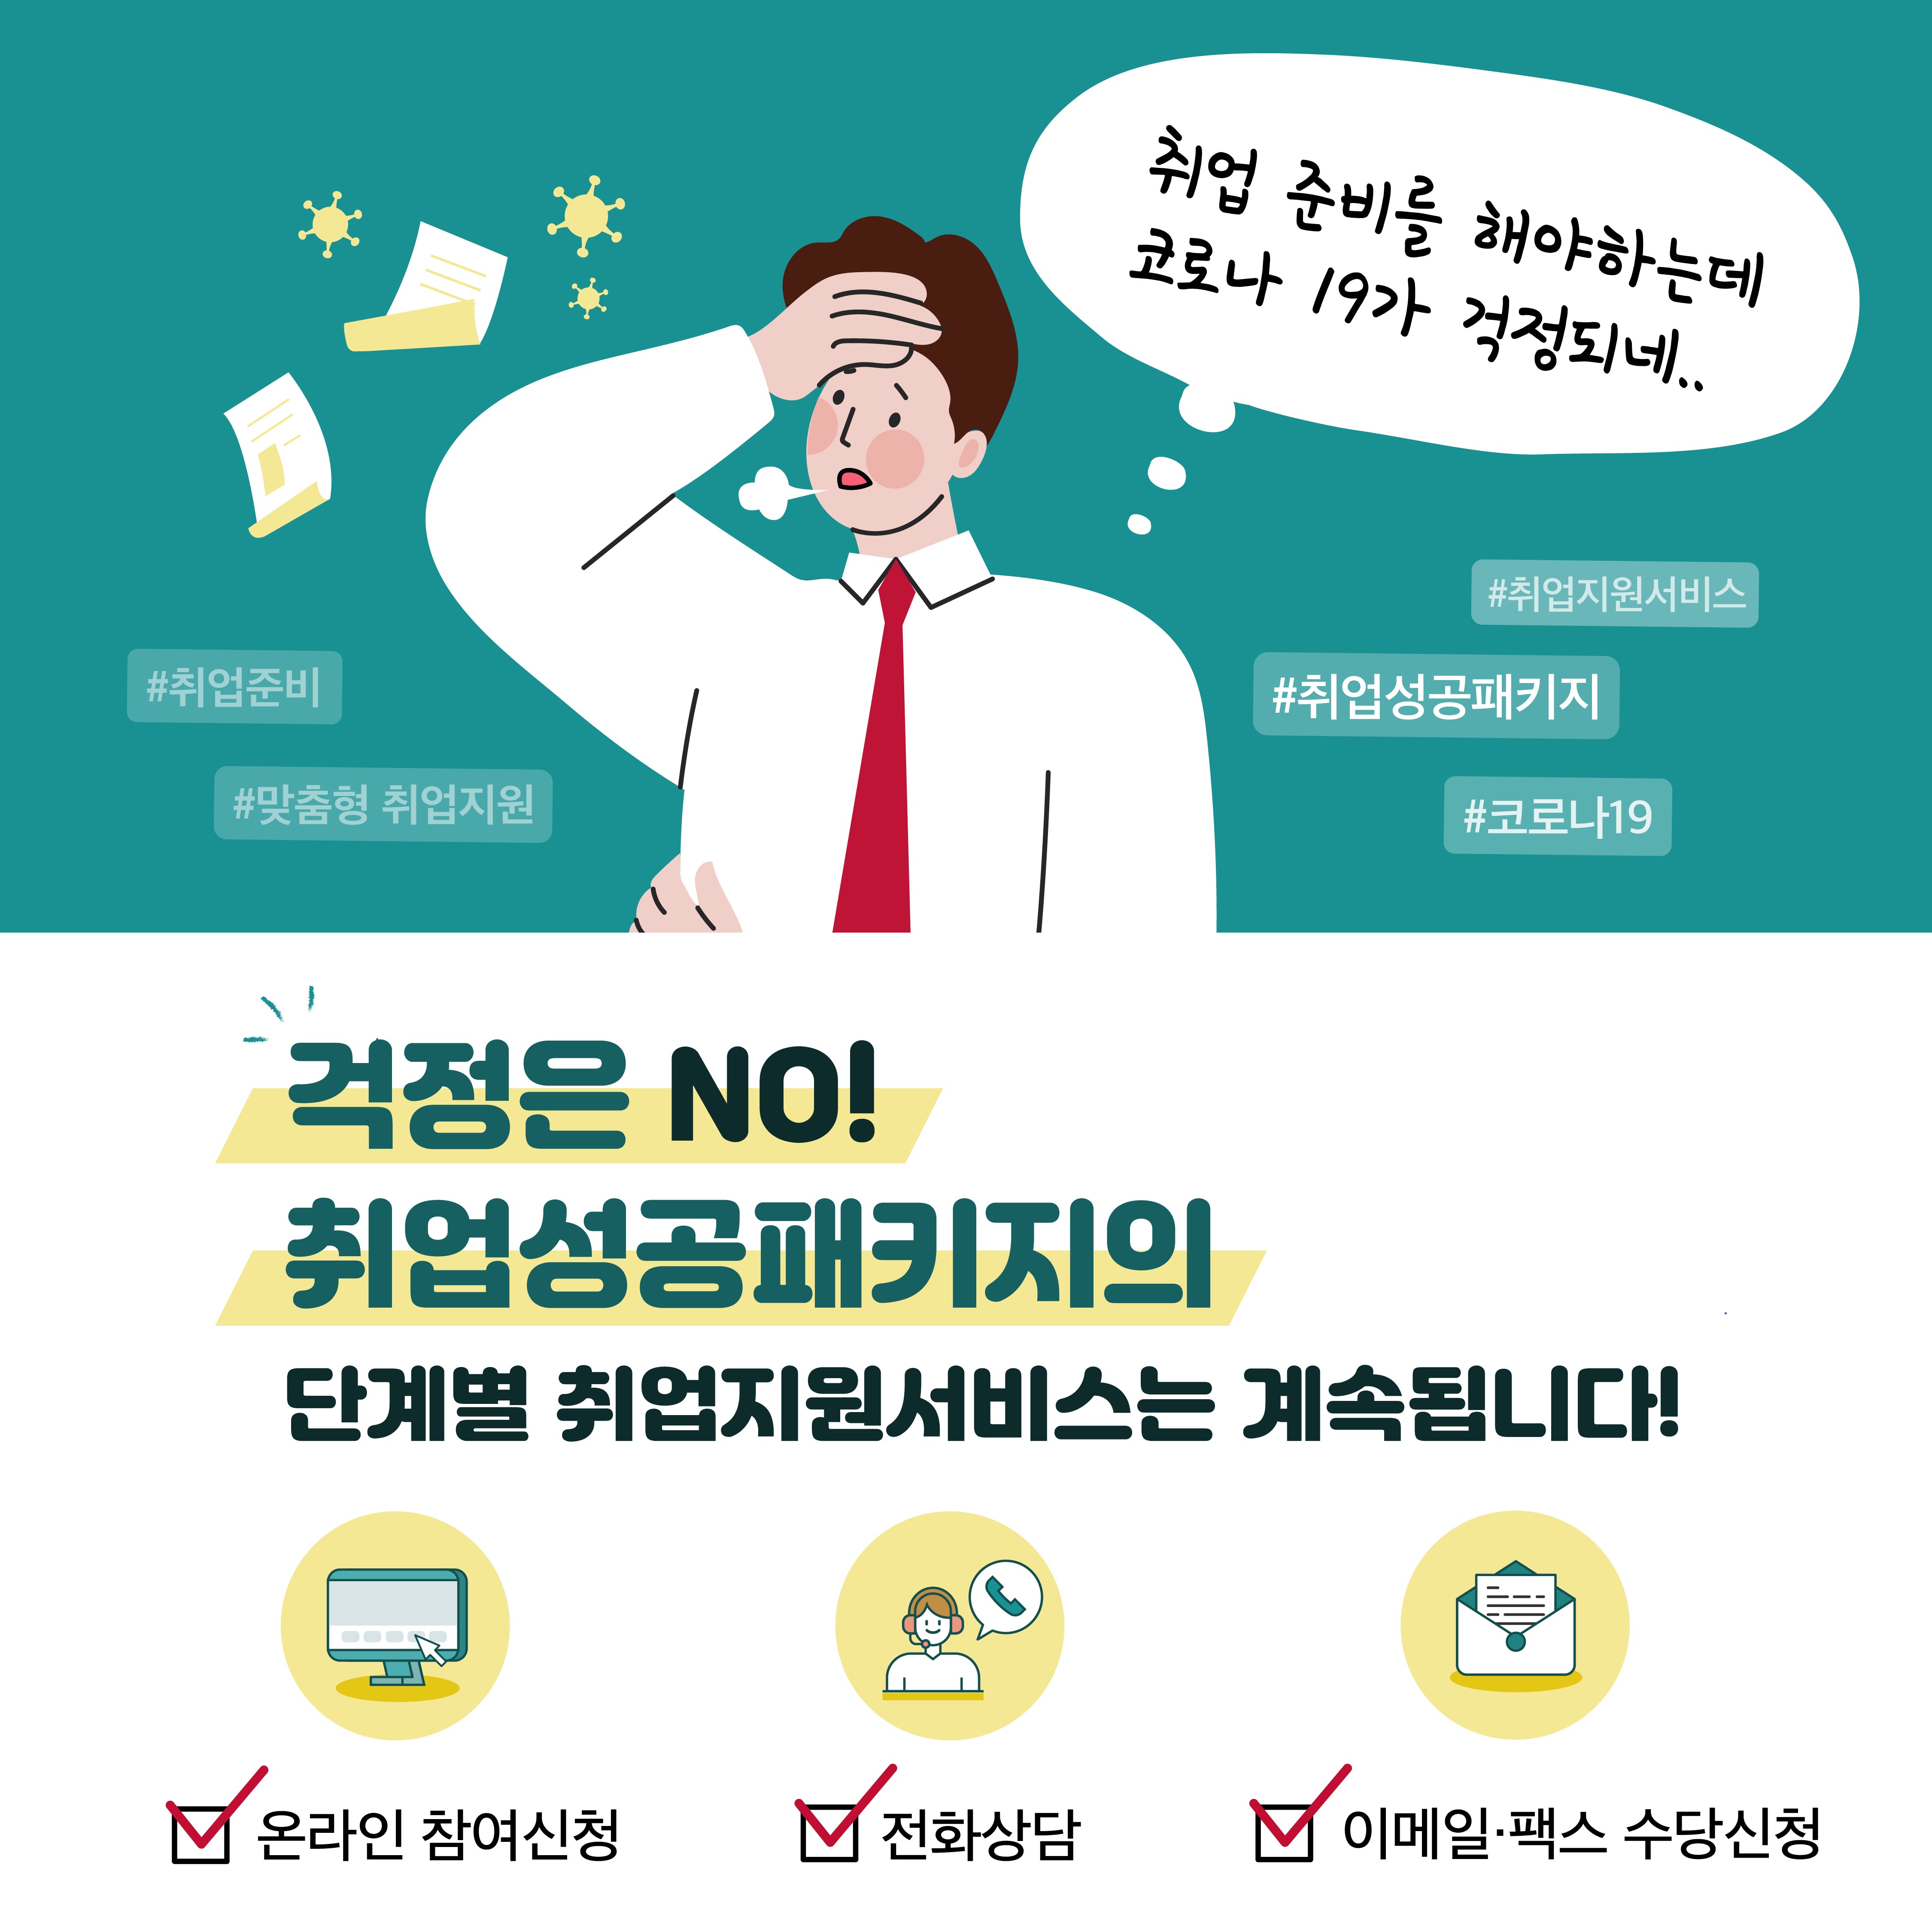 취업 준비를 해야하는데
코로나 19가 걱정되네..
#취업지원서비스
#취업준비
#취업성공패키지
#맞춤형 취업지원
#코로나19
걱정은 NO!
취업성공패키지의
단계별 취업지원서비스는 계속됩니다!
온라인 참여신청
전화상담
이메일·팩스 수당신청